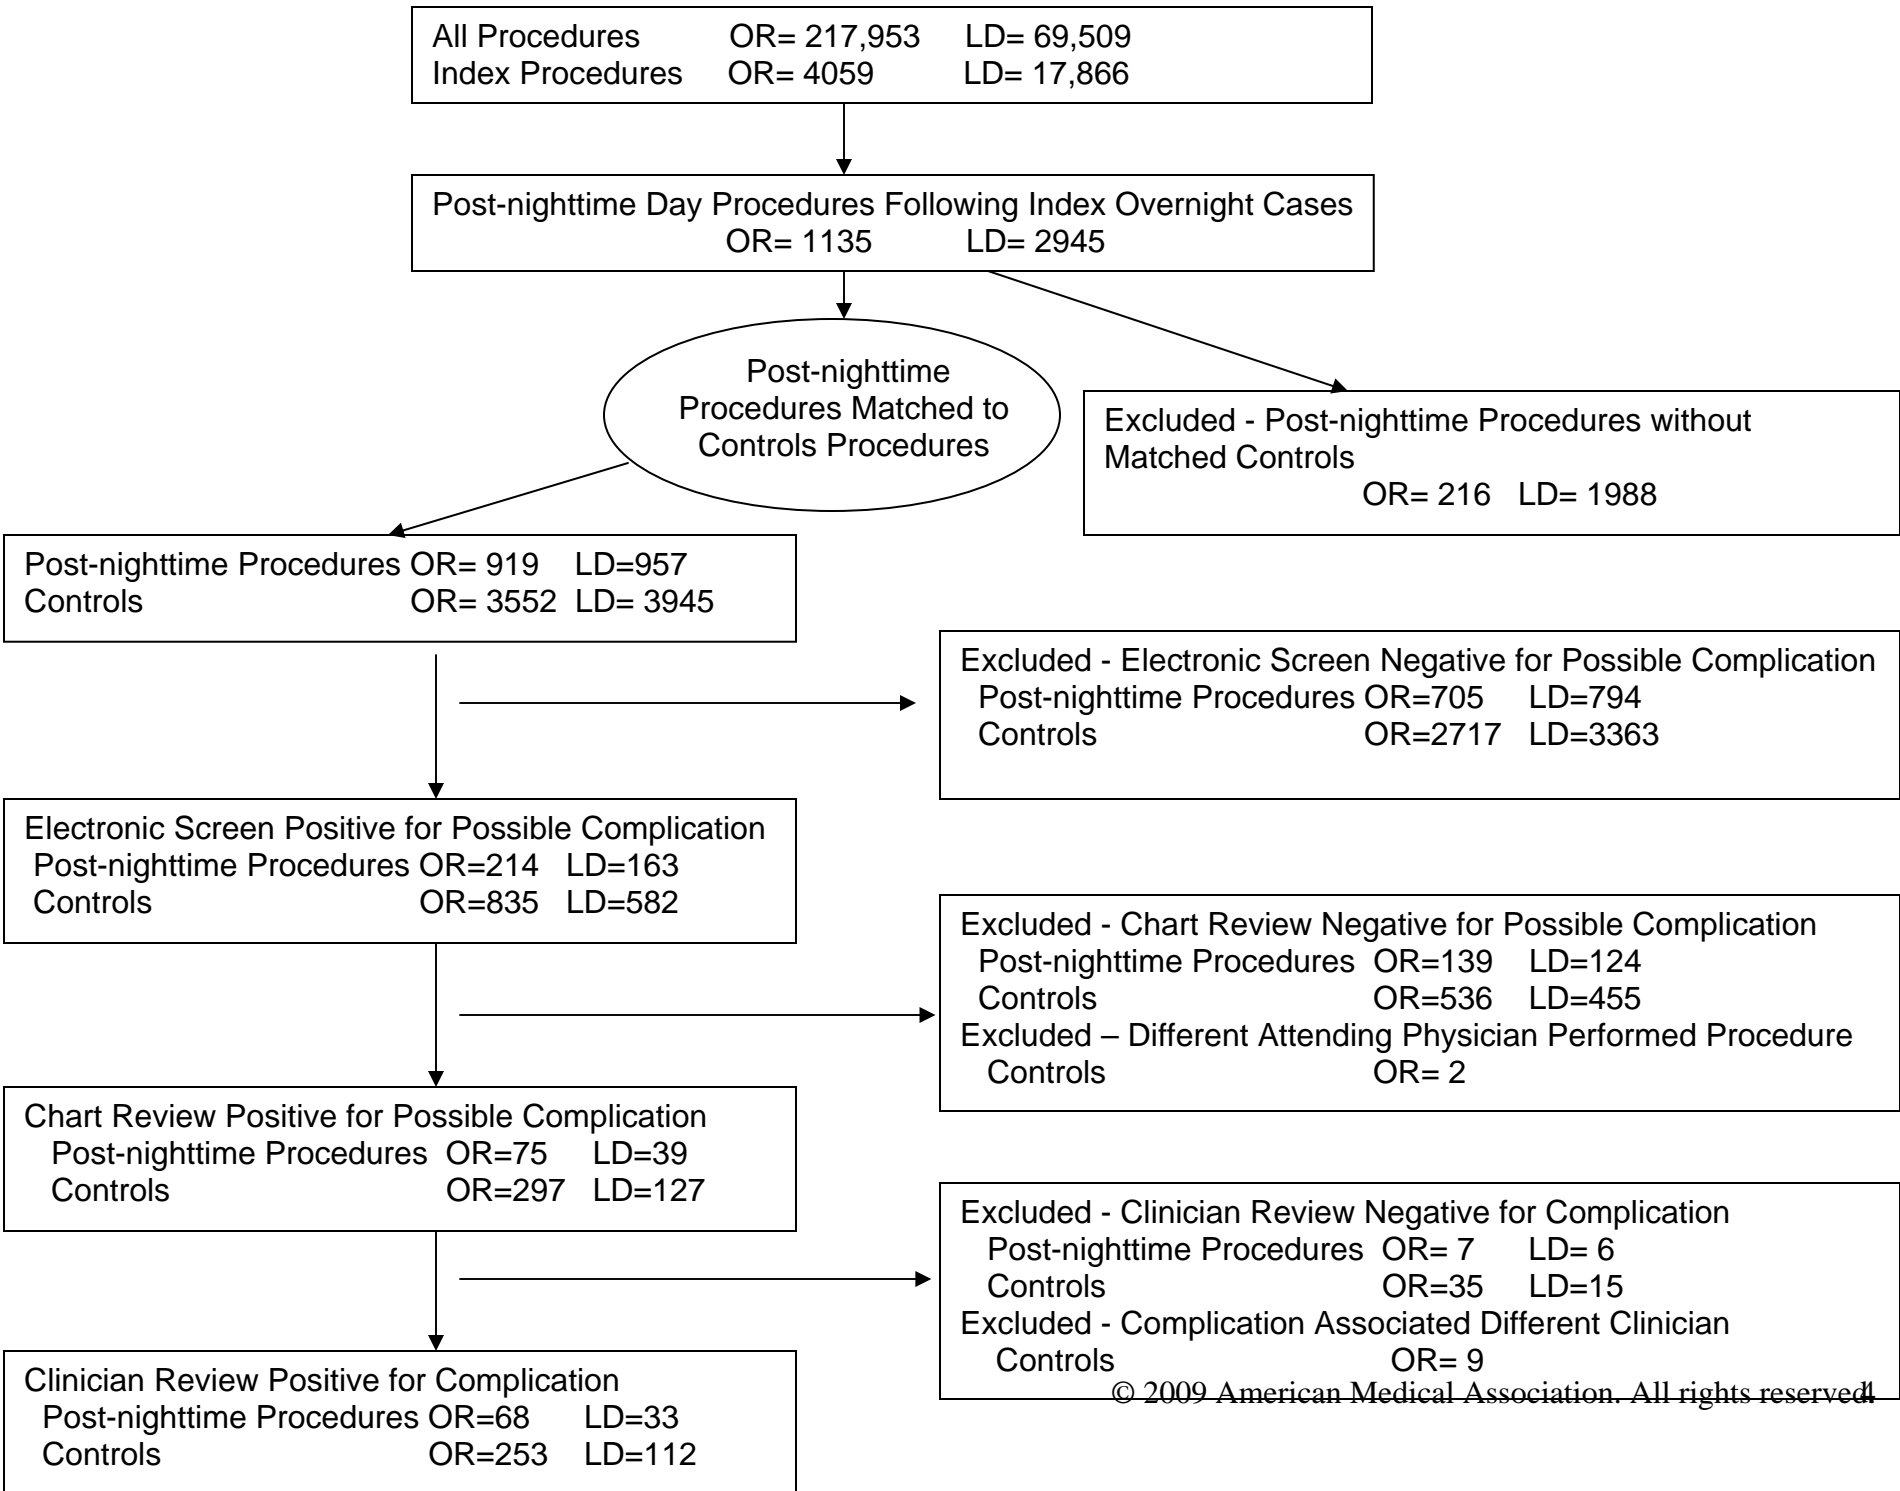 All Procedures OR= 217,953 LD= 69,509
Index Procedures OR= 4059 LD= 17,866
Post-nighttime Day Procedures Following Index Overnight Cases
OR= 1135 LD= 2945
Post-nighttime
Procedures Matched to
Controls Procedures
Excluded - Post-nighttime Procedures without
Matched Controls
OR= 216 LD= 1988
Post-nighttime Procedures OR= 919 LD=957
Controls OR= 3552 LD= 3945
Excluded - Electronic Screen Negative for Possible Complication
Post-nighttime Procedures OR=705 LD=794
Controls OR=2717 LD=3363
Electronic Screen Positive for Possible Complication
Post-nighttime Procedures OR=214 LD=163
Controls OR=835 LD=582
Excluded - Chart Review Negative for Possible Complication
Post-nighttime Procedures OR=139 LD=124
Controls OR=536 LD=455
Excluded – Different Attending Physician Performed Procedure
Controls OR= 2
Chart Review Positive for Possible Complication
Post-nighttime Procedures OR=75 LD=39
Controls OR=297 LD=127
Excluded - Clinician Review Negative for Complication
Post-nighttime Procedures OR= 7 LD= 6
Controls OR=35 LD=15
Excluded - Complication Associated Different Clinician
Controls OR= 9
Clinician Review Positive for Complication
Post-nighttime Procedures OR=68 LD=33
Controls OR=253 LD=112
© 2009 American Medical Association. All rights reserved.
4